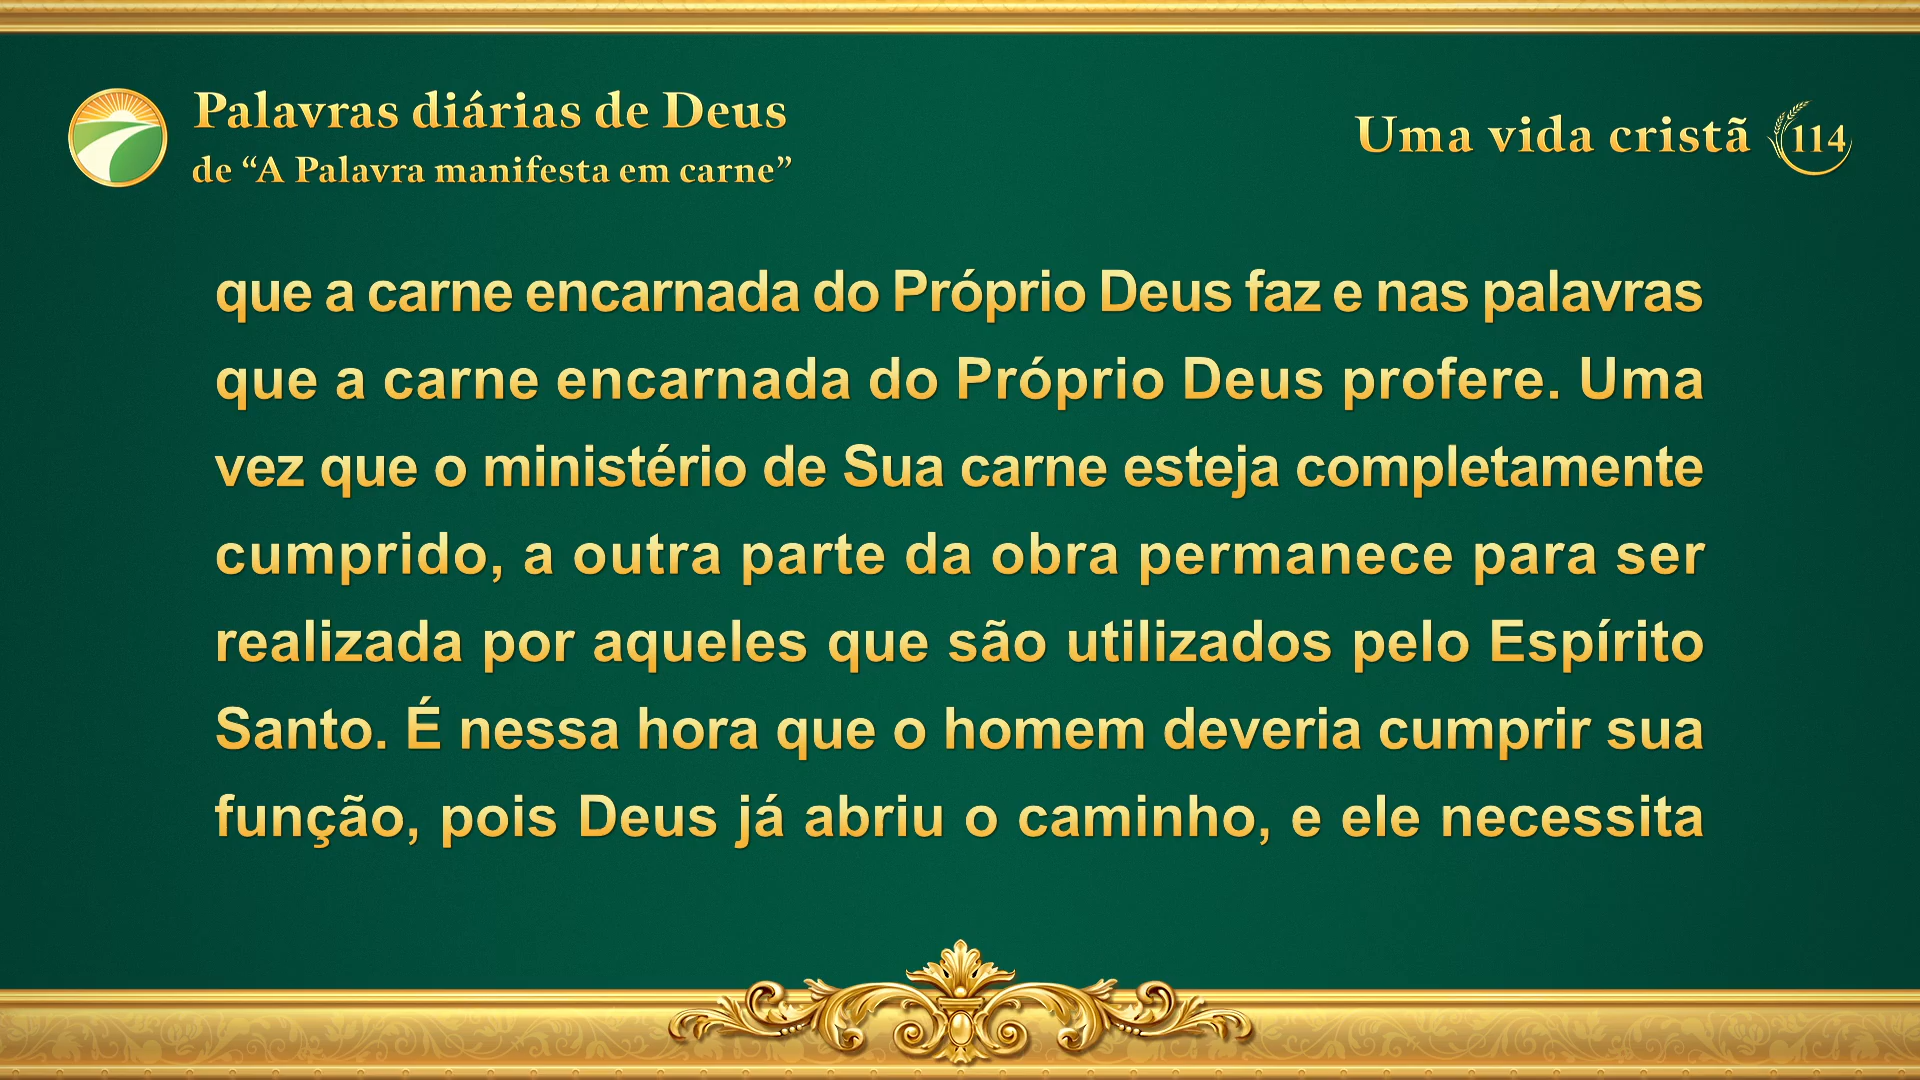 Palavras diárias de Deus
de “A Palavra manifesta em carne”
Uma vida cristã 114
que a carne encarnada do Próprio Deus faz e nas palavras
que a carne encarnada do Próprio Deus profere. Uma
vez que o ministério de Sua carne esteja completamente
cumprido, a outra parte da obra permanece para ser
realizada por aqueles que são utilizados pelo Espírito
Santo. É nessa hora que o homem deveria cumprir sua
função, pois Deus já abriu o caminho, e ele necessita